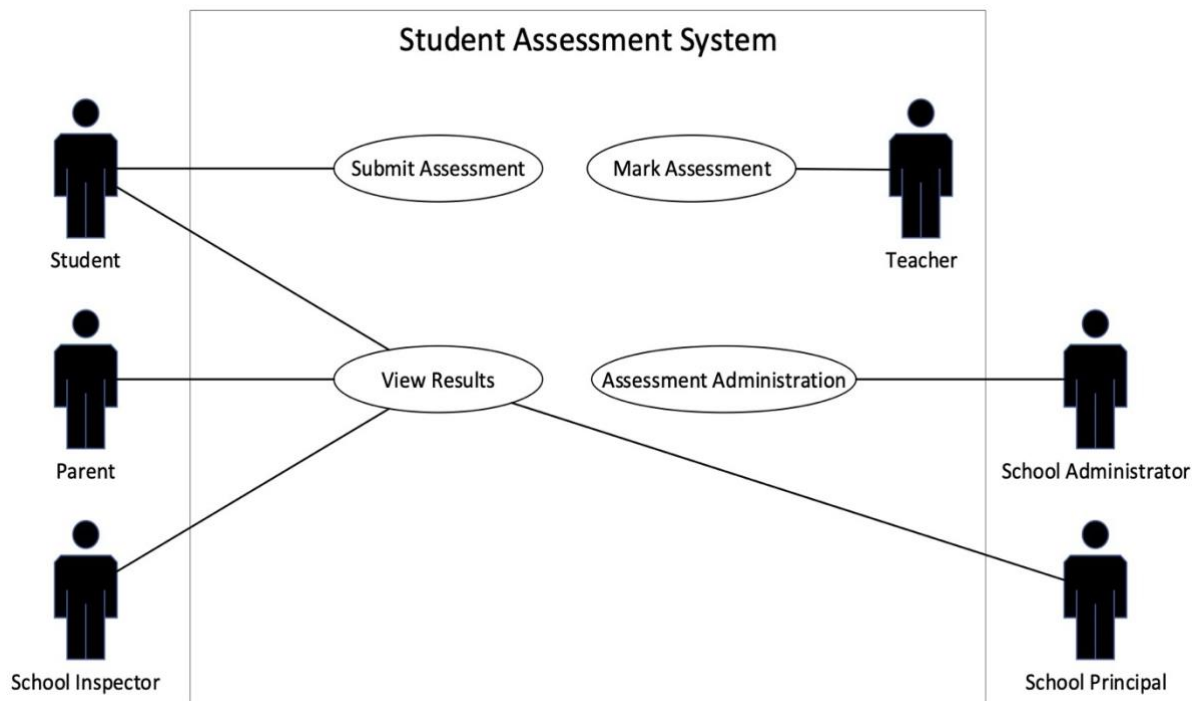 Student Assessment System
Submit Assessment
Mark Assessment
Student
Teacher
View Results
Assessment Administration
Parent
School Administrator
School Inspector
School Principal